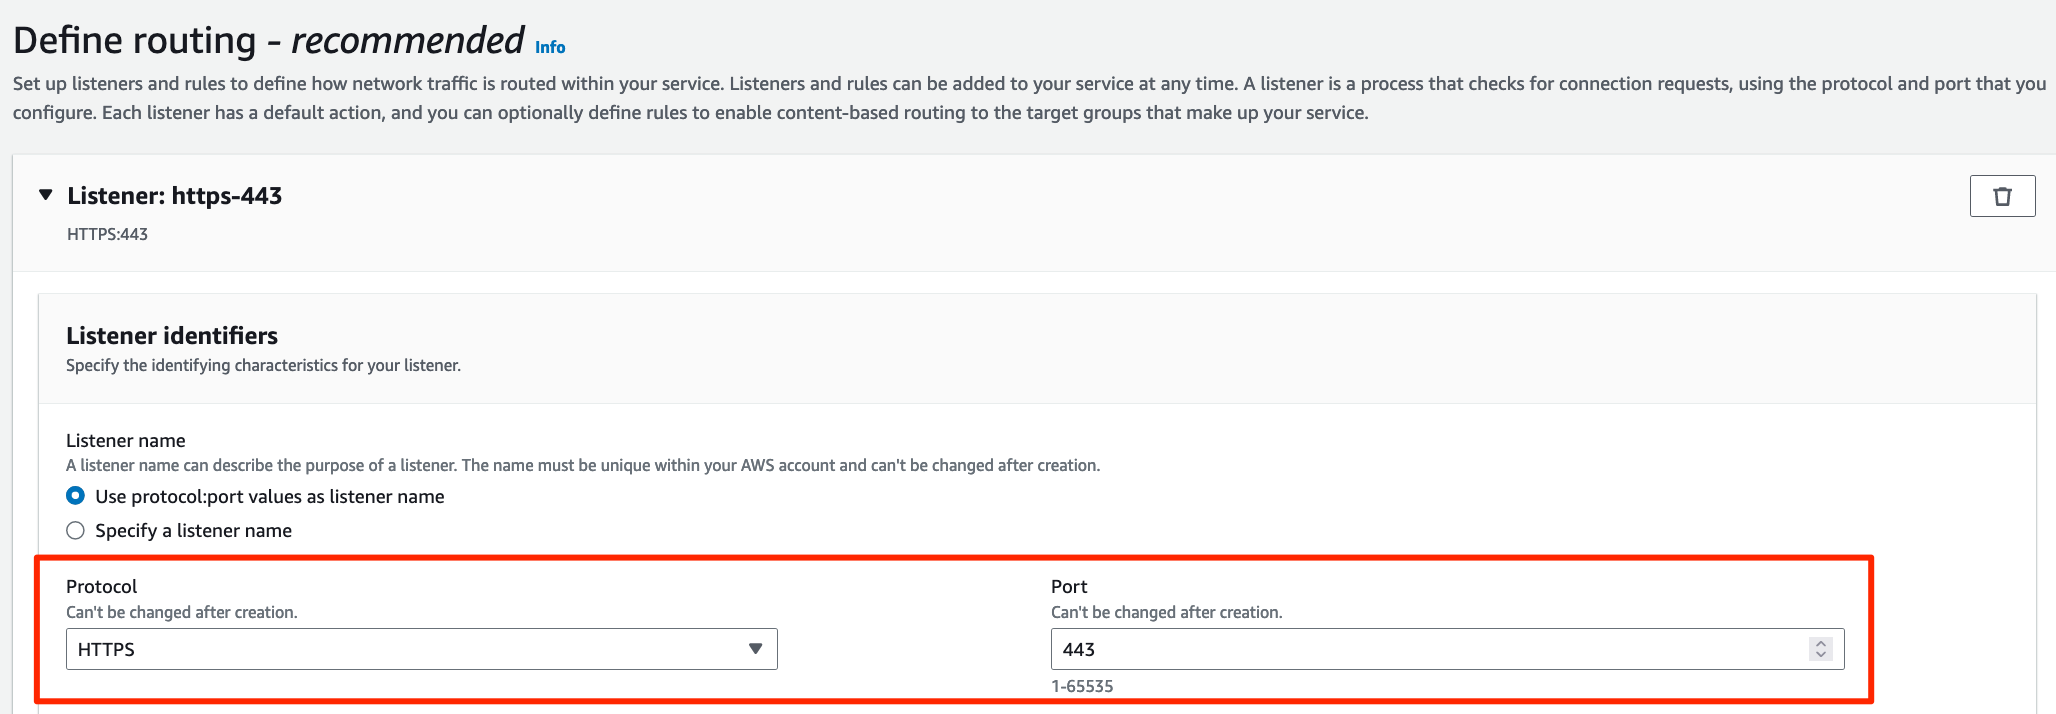 Define routing - recommended Info
Set up listeners and rules to define how network traffic is routed within your service. Listeners and rules can be added to your service at any time. A listener is a process that checks for connection requests, using the protocol and port that you
configure. Each listener has a default action, and you can optionally define rules to enable content-based routing to the target groups that make up your service.
Listener: https-443
HTTPS:443
Listener identifiers
Specify the identifying characteristics for your listener.
Listener name
A listener name can describe the purpose of a listener. The name must be unique within your AWS account and can't be changed after creation.
Use protocol:port values as listener name
Specify a listener name
Protocol
Can't be changed after creation.
HTTPS
Port
Can't be changed after creation.
443
1-65535